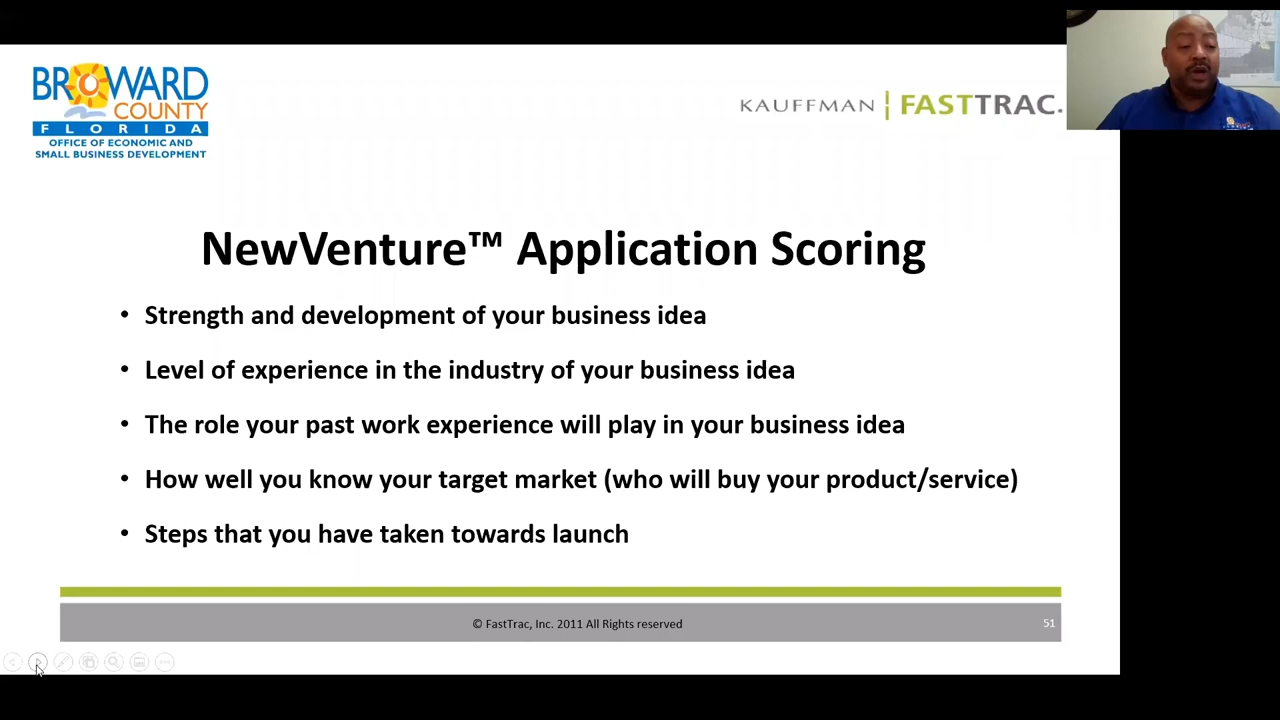 BROWARD
COUNTY
FLORIDA
OFFICE OF ECONOMIC AND
SMALL BUSINESS DEVELOPMENT
KAUFFMAN | FASTTRAC.
NewVenture™ Application Scoring
• Strength and development of your business idea
• Level of experience in the industry of your business idea
• The role your past work experience will play in your business idea
• How well you know your target market (who will buy your product/service)
• Steps that you have taken towards launch
© FastTrac, Inc. 2011 All Rights reserved
51